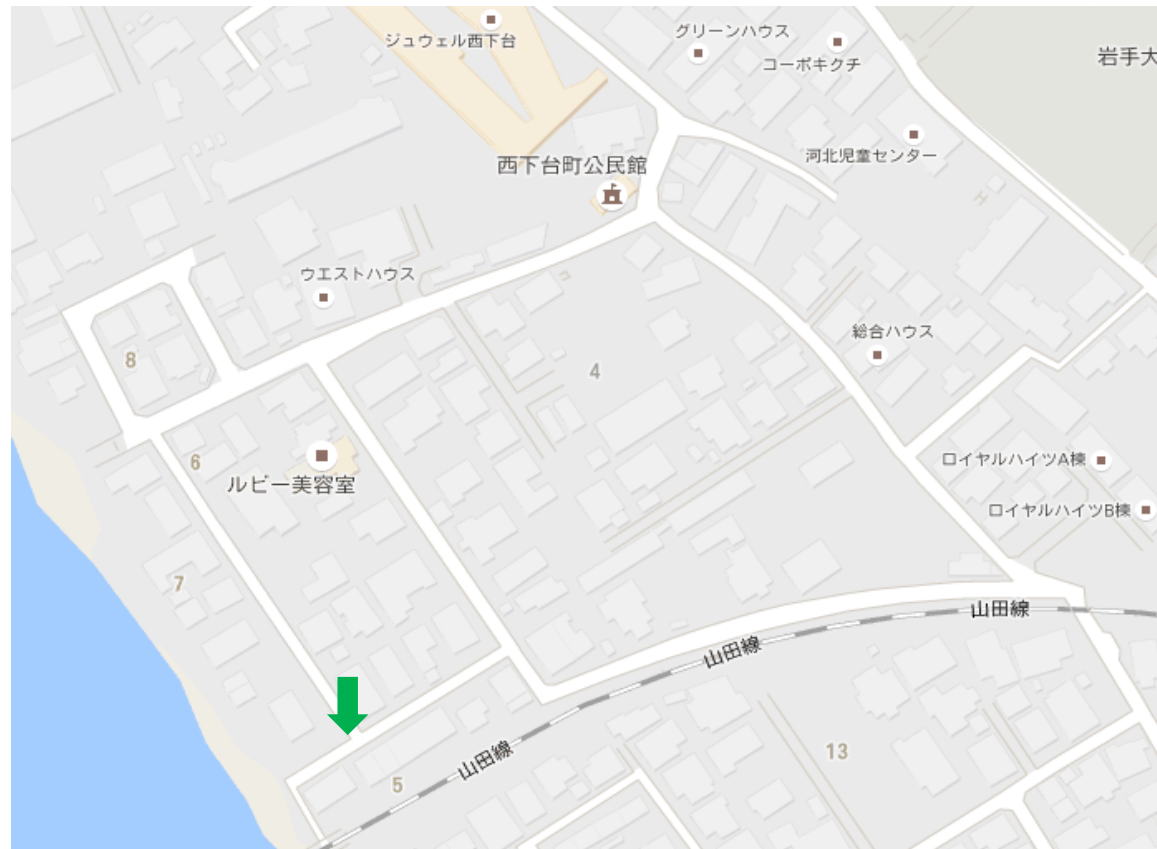 ジュウェル西下台
グリーンハウス
コーポキクチ
岩手大
河北児童センター
西下台町公民館
ウエストハウス
総合ハウス
8
4
6
ルビー美容室
ロイヤルハイツA棟
ロイヤルハイツB棟
7
山田線
山田線
山田線
13
5